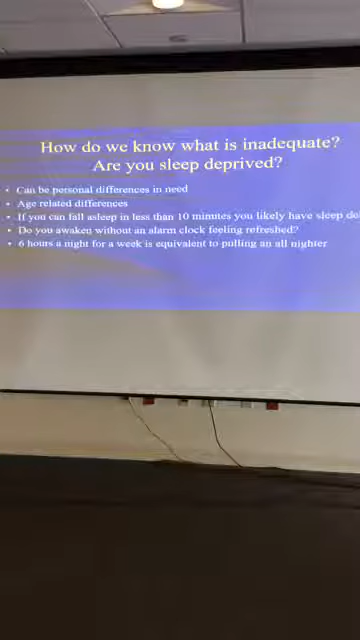 How do we know what is inadequate?
Are you sleep deprived?
• Can be personal differences in need
• Age related differences
• If you can fall asleep in less than 10 minutes you likely have sleep de
• Do you awaken without an alarm clock feeling refreshed?
• 6 hours a night for a week is equivalent to pulling an all nighter